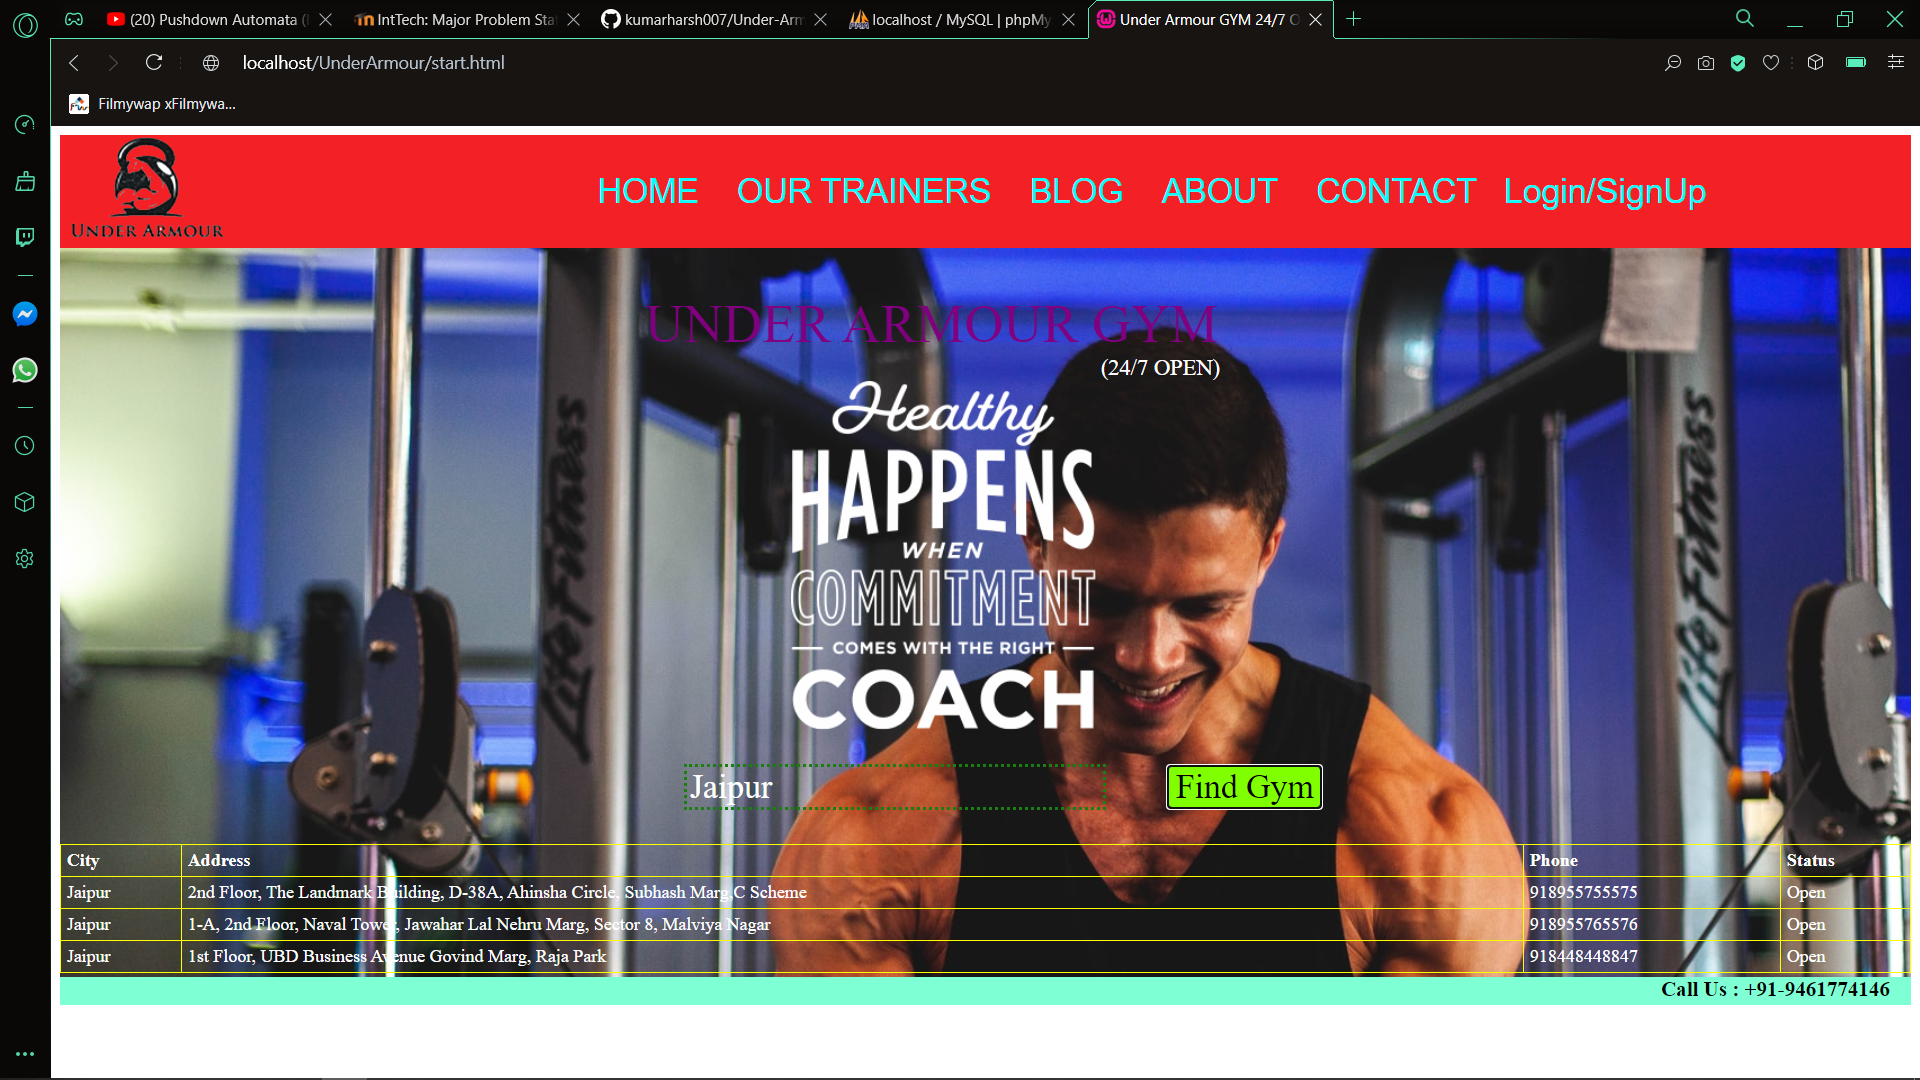 (20) Pushdown Automata (
IntTech: Major Problem Sta
kumarharsh007/Under-Arm
localhost / MySQL | phpMy
Under Armour GYM 24/7 O
localhost/UnderArmour/start.html
Filmywap xFilmywa...
UNDER ARMOUR
HOME OUR TRAINERS BLOG ABOUT CONTACT Login/SignUp
UNDER ARMOUR GYM
(24/7 OPEN)
Healthy
HAPPENS
WHEN
COMMITMENT
COMES WITH THE RIGHT
COACH
Life Fitness
Life Fitness
Jaipur
Find Gym
City Address Phone Status
Jaipur 2nd Floor, The Landmark Building, D-38A, Ahinsha Circle, Subhash Marg,C Scheme 918955755575 Open
Jaipur 1-A, 2nd Floor, Naval Tower, Jawahar Lal Nehru Marg, Sector 8, Malviya Nagar 918955765576 Open
Jaipur 1st Floor, UBD Business Avenue Govind Marg, Raja Park 918448448847 Open
Call Us : +91-9461774146